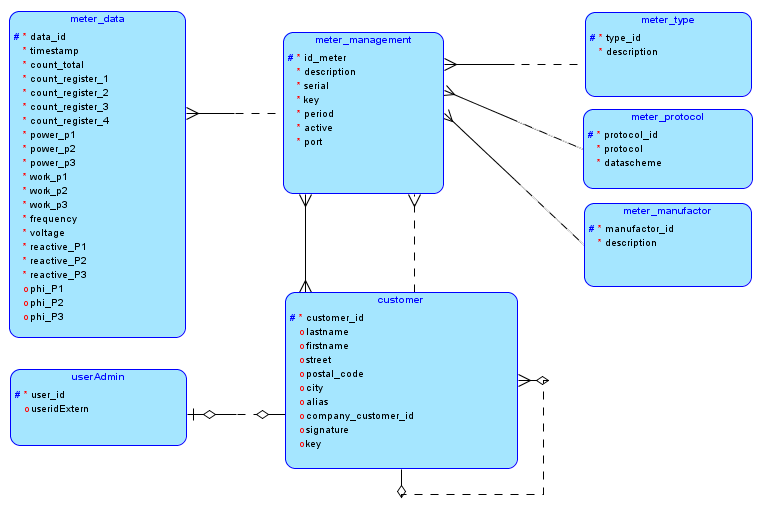 meter_data
# * data_id
* timestamp
* count_total
* count_register_1
* count_register_2
* count_register_3
* count_register_4
* power_p1
* power_p2
* power_p3
* work_p1
* work_p2
* work_p3
* frequency
* voltage
* reactive_P1
* reactive_P2
* reactive_P3
o phi_P1
o phi_P2
o phi_P3
meter_management
# * id_meter
* description
* serial
* key
* period
* active
* port
meter_type
# * type_id
* description
meter_protocol
# * protocol_id
* protocol
* datascheme
meter_manufactor
# * manufactor_id
* description
customer
# * customer_id
o lastname
o firstname
o street
o postal_code
o city
o alias
o company_customer_id
o signature
o key
userAdmin
# * user_id
o useridExtern